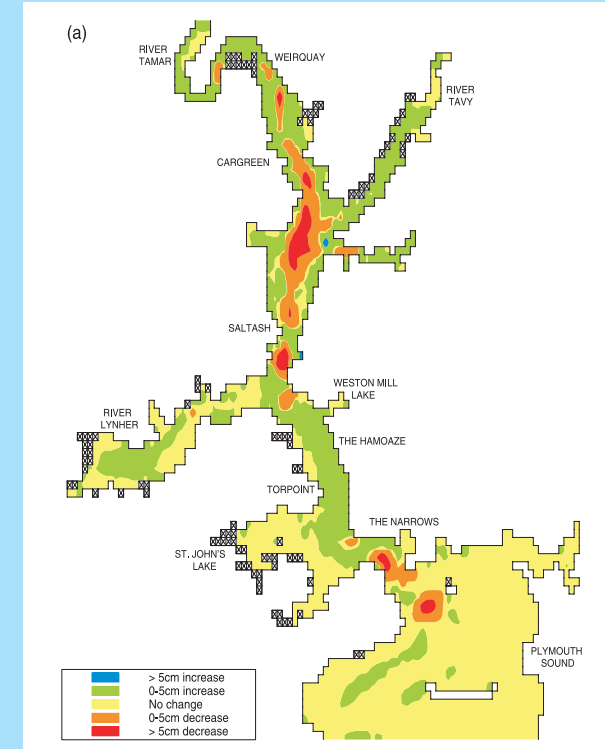 (a)
RIVER
TAMAR
WEIRQUAY
RIVER
TAVY
CARGREEN
SALTASH
WESTON MILL
LAKE
RIVER
LYNHER
THE HAMOAZE
TORPOINT
THE NARROWS
ST. JOHN'S
LAKE
PLYMOUTH
SOUND
> 5cm increase
0-5cm increase
No change
0-5cm decrease
> 5cm decrease